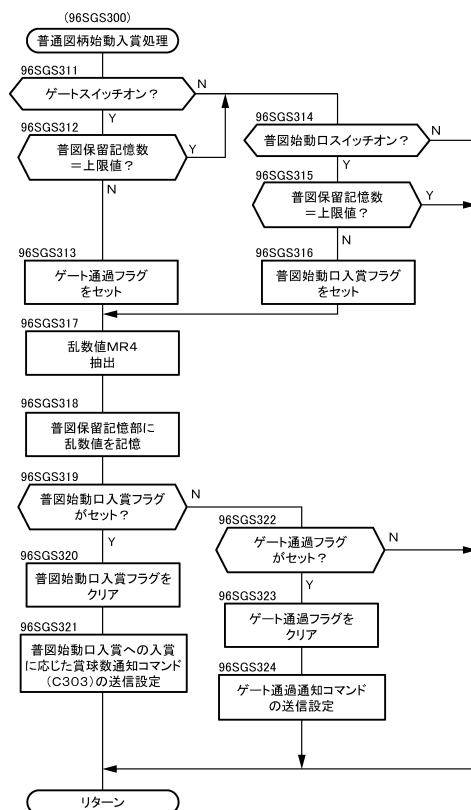 (96SGS300)
普通図柄始動入賞処理
96SGS311
ゲートスイッチオン？
N
Y
96SGS312
普図保留記憶数
＝上限値？
Y
N
96SGS314
普図始動口スイッチオン？
N
Y
96SGS315
普図保留記憶数
＝上限値？
Y
N
96SGS313
ゲート通過フラグ
をセット
96SGS316
普図始動口入賞フラグ
をセット
96SGS317
乱数値ＭＲ４
抽出
96SGS318
普図保留記憶部に
乱数値を記憶
96SGS319
普図始動口入賞フラグ
がセット？
N
Y
96SGS320
普図始動口入賞フラグを
クリア
96SGS321
普図始動口入賞への入賞
に応じた賞球数通知コマンド
（Ｃ３０３）の送信設定
96SGS322
ゲート通過フラグ
がセット？
N
Y
96SGS323
ゲート通過フラグを
クリア
96SGS324
ゲート通過通知コマンド
の送信設定
リターン